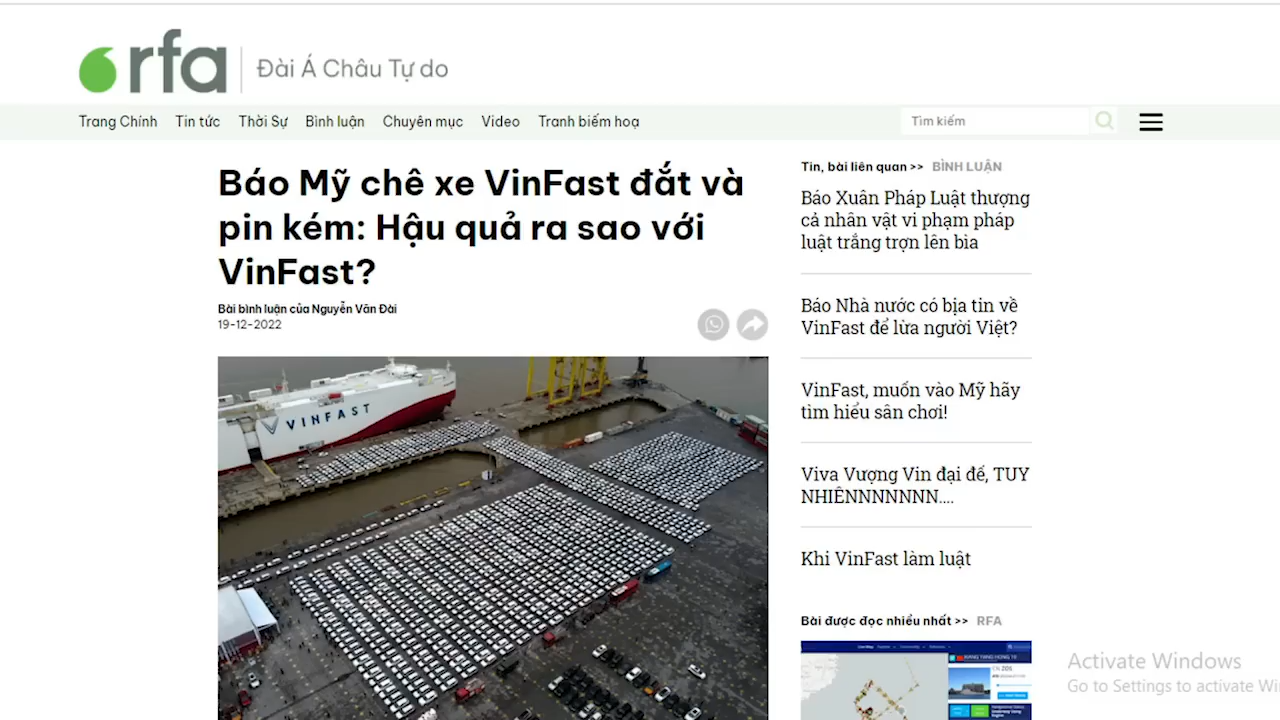 rfa Đài Á Châu Tự do
Trang Chính Tin tức Thời Sự Bình luận Chuyên mục Video Tranh biếm hoạ Tìm kiếm
Báo Mỹ chê xe VinFast đắt và
pin kém: Hậu quả ra sao với
VinFast?
Bài bình luận của Nguyễn Văn Đài
19-12-2022
VINFAST
Tin, bài liên quan >> BÌNH LUẬN
Báo Xuân Pháp Luật thượng
cả nhân vật vi phạm pháp
luật trắng trợn lên bìa
Báo Nhà nước có bịa tin về
VinFast để lừa người Việt?
VinFast, muốn vào Mỹ hãy
tìm hiểu sân chơi!
Viva Vượng Vin đại đế, TUY
NHIÊNNNNNNN....
Khi VinFast làm luật
Bài được đọc nhiều nhất >> RFA
Activate Windows
Go to Settings to activate Wi